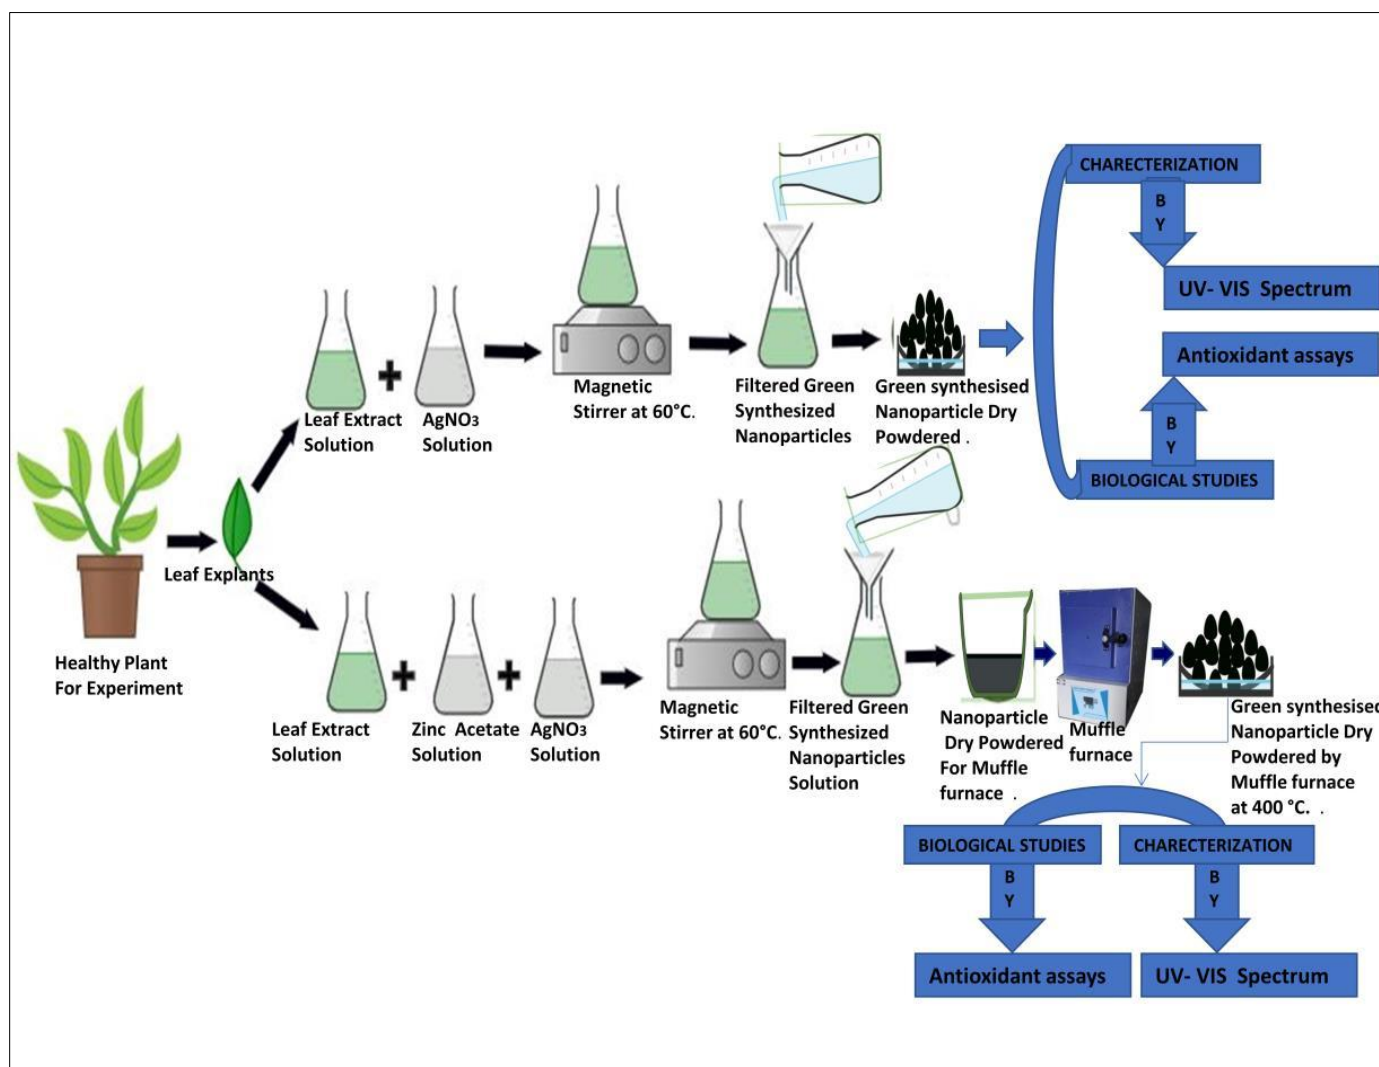 CHARECTERIZATION
B
Y
UV- VIS  Spectrum
Antioxidant assays
B
Y
BIOLOGICAL STUDIES
Leaf Extract
Solution
AgNO3
Solution
Magnetic
Stirrer at 60°C.
Filtered Green
Synthesized
Nanoparticles
Green synthesised
Nanoparticle Dry
Powdered .
Leaf Explants
Healthy Plant
For Experiment
Leaf Extract
Solution
Zinc  Acetate
Solution
AgNO3
Solution
Magnetic
Stirrer at 60°C.
Filtered Green
Synthesized
Nanoparticles
Solution
Nanoparticle
Dry Powdered
For Muffle
furnace .
Muffle
furnace
Green synthesised
Nanoparticle Dry
Powdered by
Muffle furnace
at 400 °C. .
BIOLOGICAL STUDIES
B
Y
Antioxidant assays
CHARECTERIZATION
B
Y
UV- VIS  Spectrum